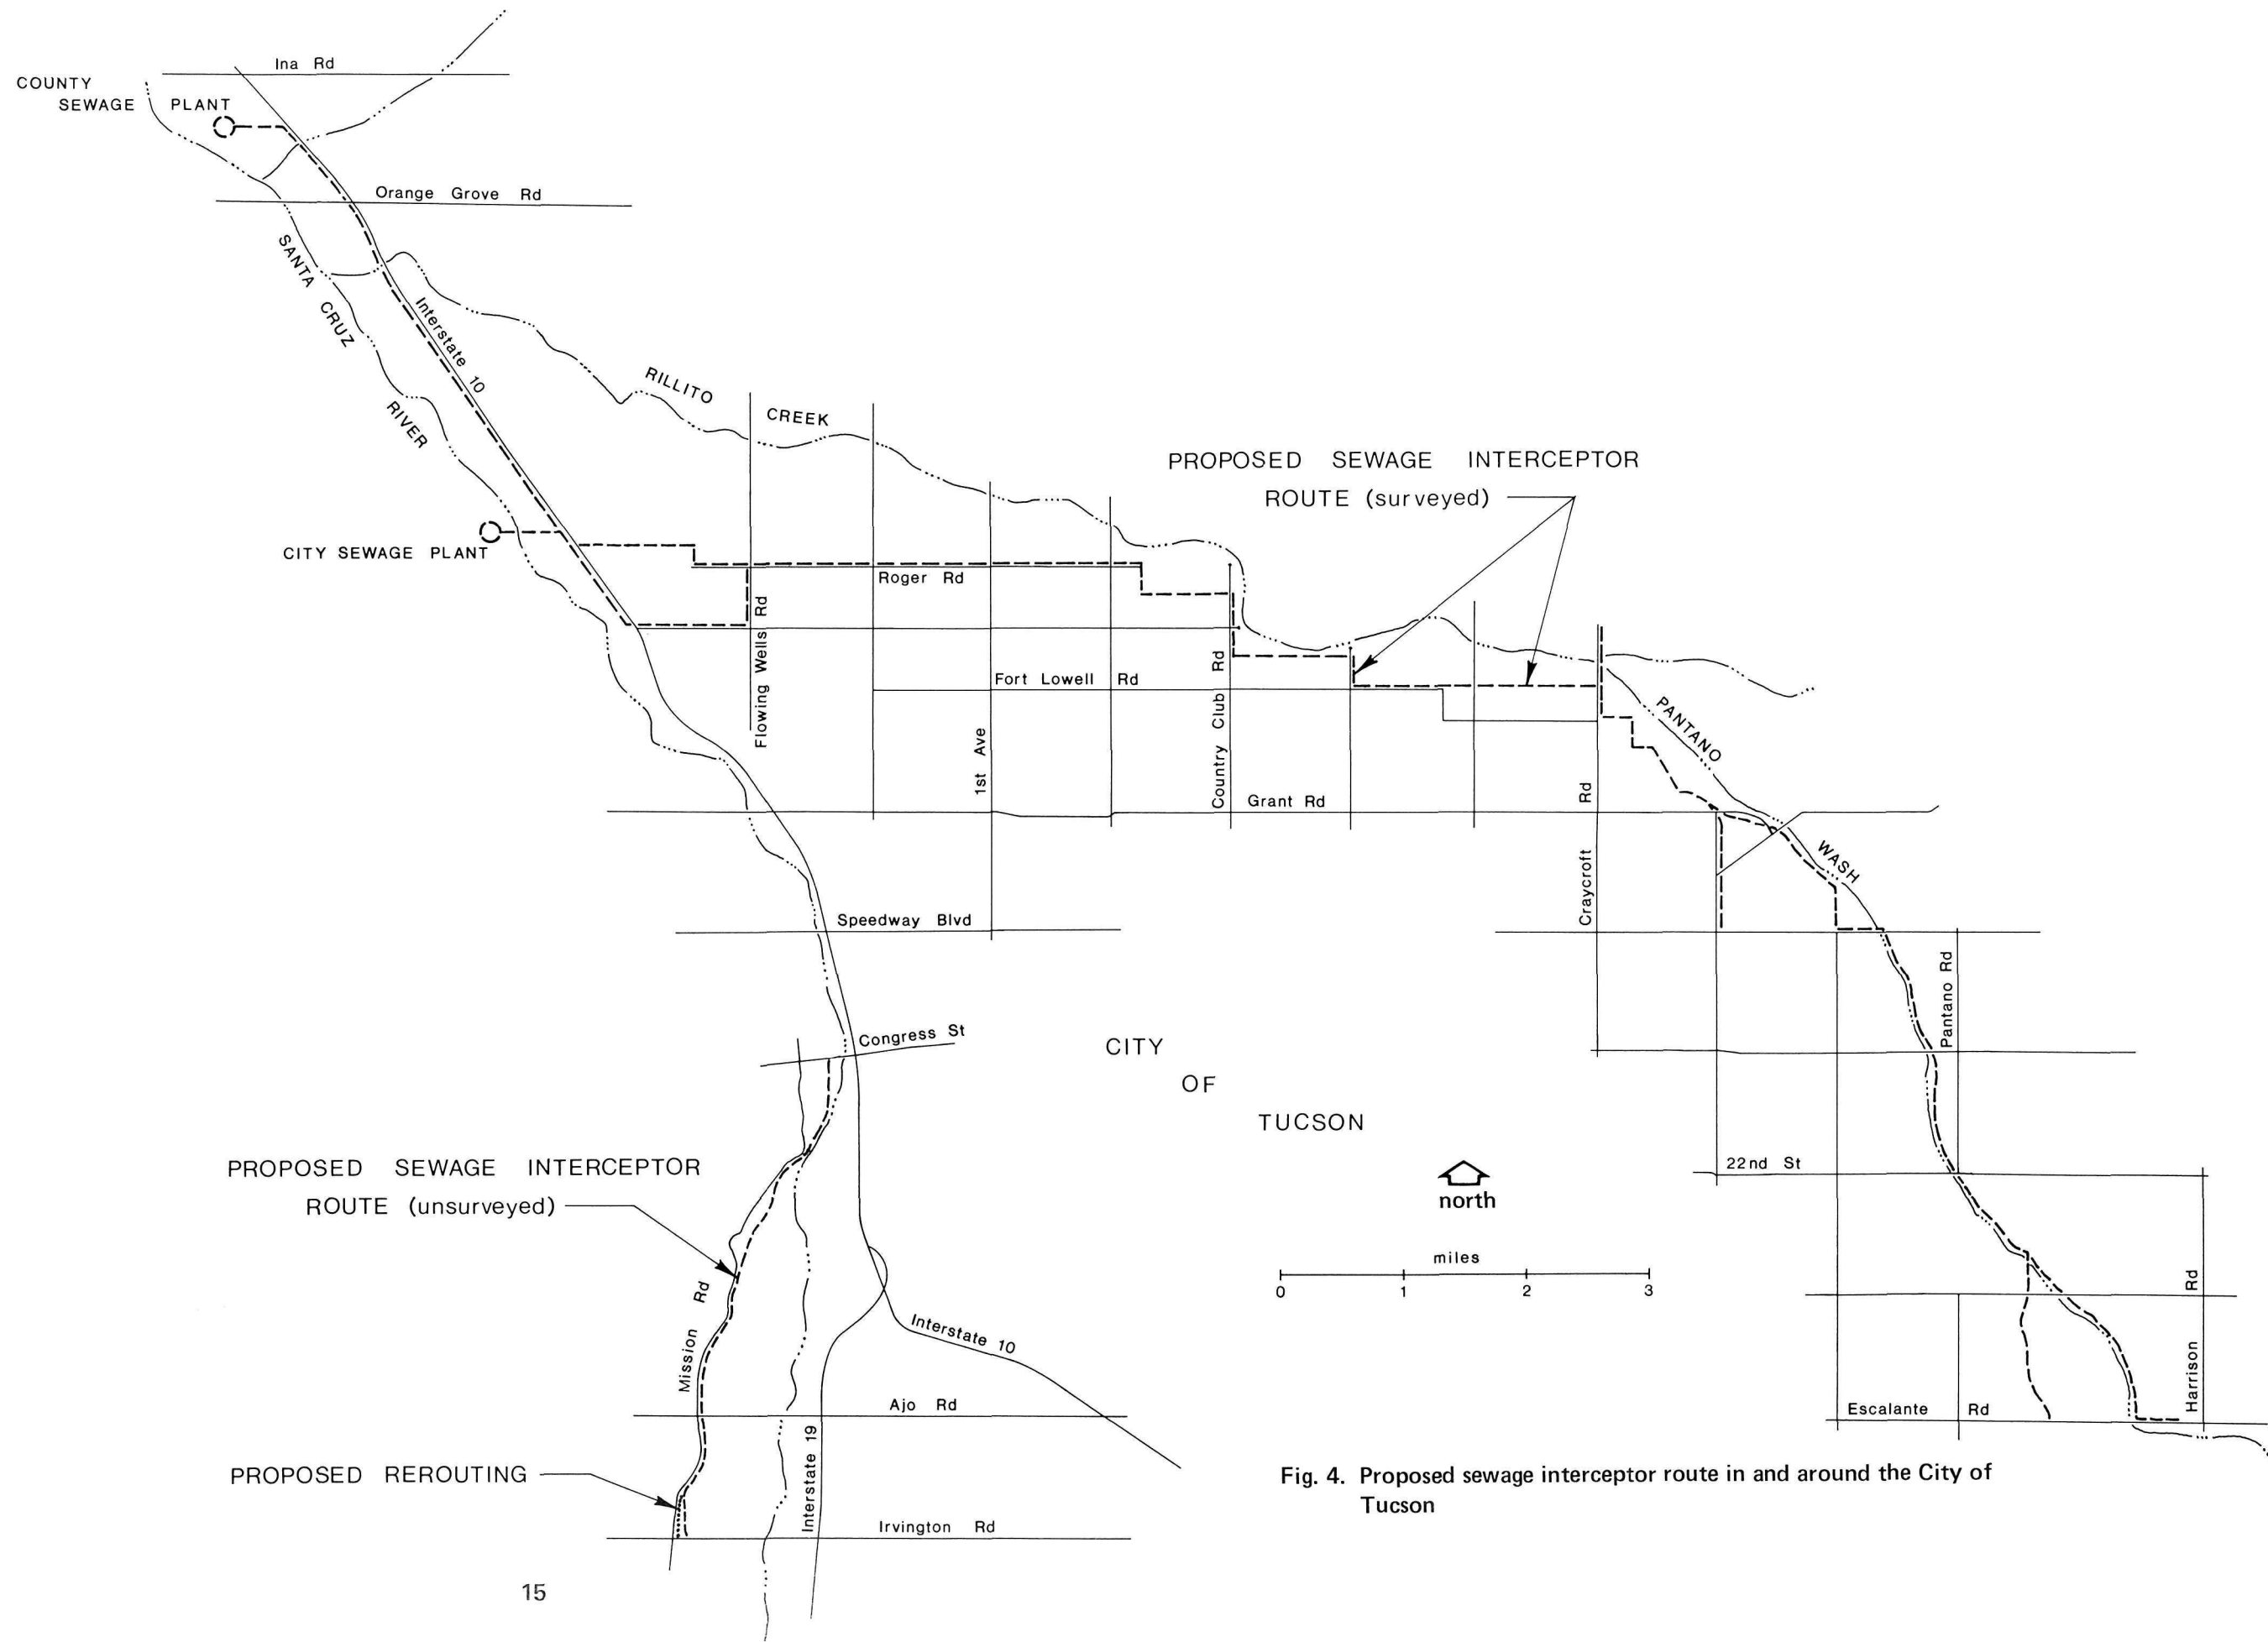 Ina Rd
COUNTY
SEWAGE PLANT
Orange Grove Rd
SANTA CRUZ RIVER
Interstate 10
RILLITO CREEK
PROPOSED SEWAGE INTERCEPTOR
ROUTE (surveyed)
CITY SEWAGE PLANT
Roger Rd
Flowing Wells Rd
Fort Lowell Rd
1st Ave
Country Club Rd
Grant Rd
Craycroft Rd
PANTANO WASH
Speedway Blvd
Pantano Rd
Congress St
CITY
OF
TUCSON
PROPOSED SEWAGE INTERCEPTOR
ROUTE (unsurveyed)
22nd St
north
miles
0 1 2 3
Mission Rd
Interstate 10
Harrison Rd
Ajo Rd
Escalante Rd
Interstate 19
PROPOSED REROUTING
Irvington Rd
Fig. 4. Proposed sewage interceptor route in and around the City of
Tucson
15